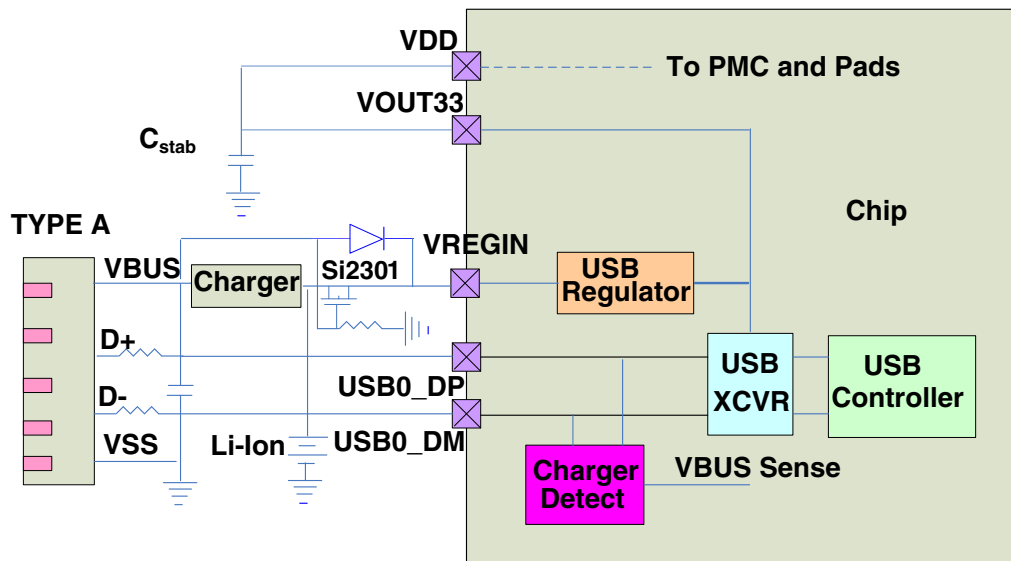 VDD
To PMC and Pads
VOUT33
C_stab
Chip
TYPE A
VREGIN
VBUS
Charger
Si2301
USB
Regulator
D+
USB
XCVR
USB
Controller
USB0_DP
D-
VSS
Li-Ion
USB0_DM
Charger
Detect
VBUS Sense